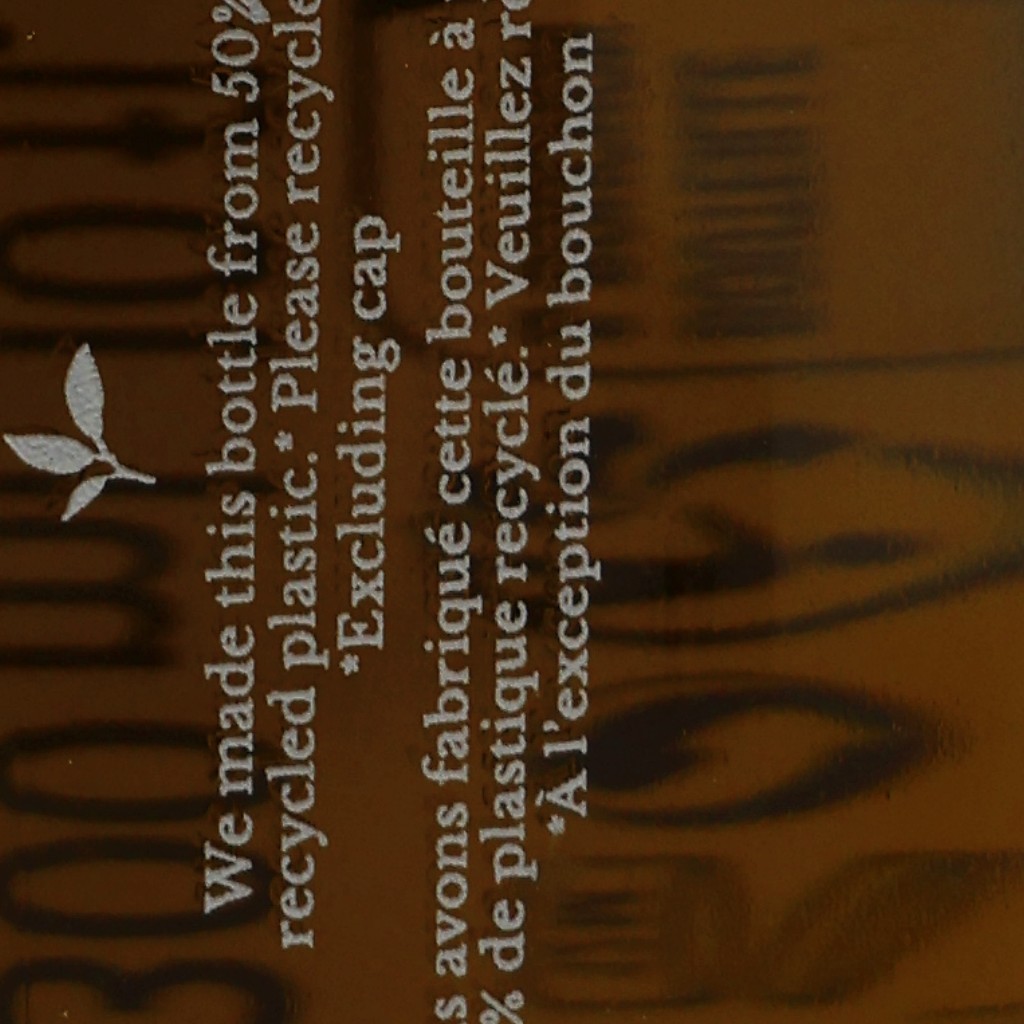 We made this bottle from 50%
recycled plastic.* Please recycle
*Excluding cap
avons fabriqué cette bouteille à
% de plastique recyclé.* Veuillez
*À l'exception du bouchon
300 m